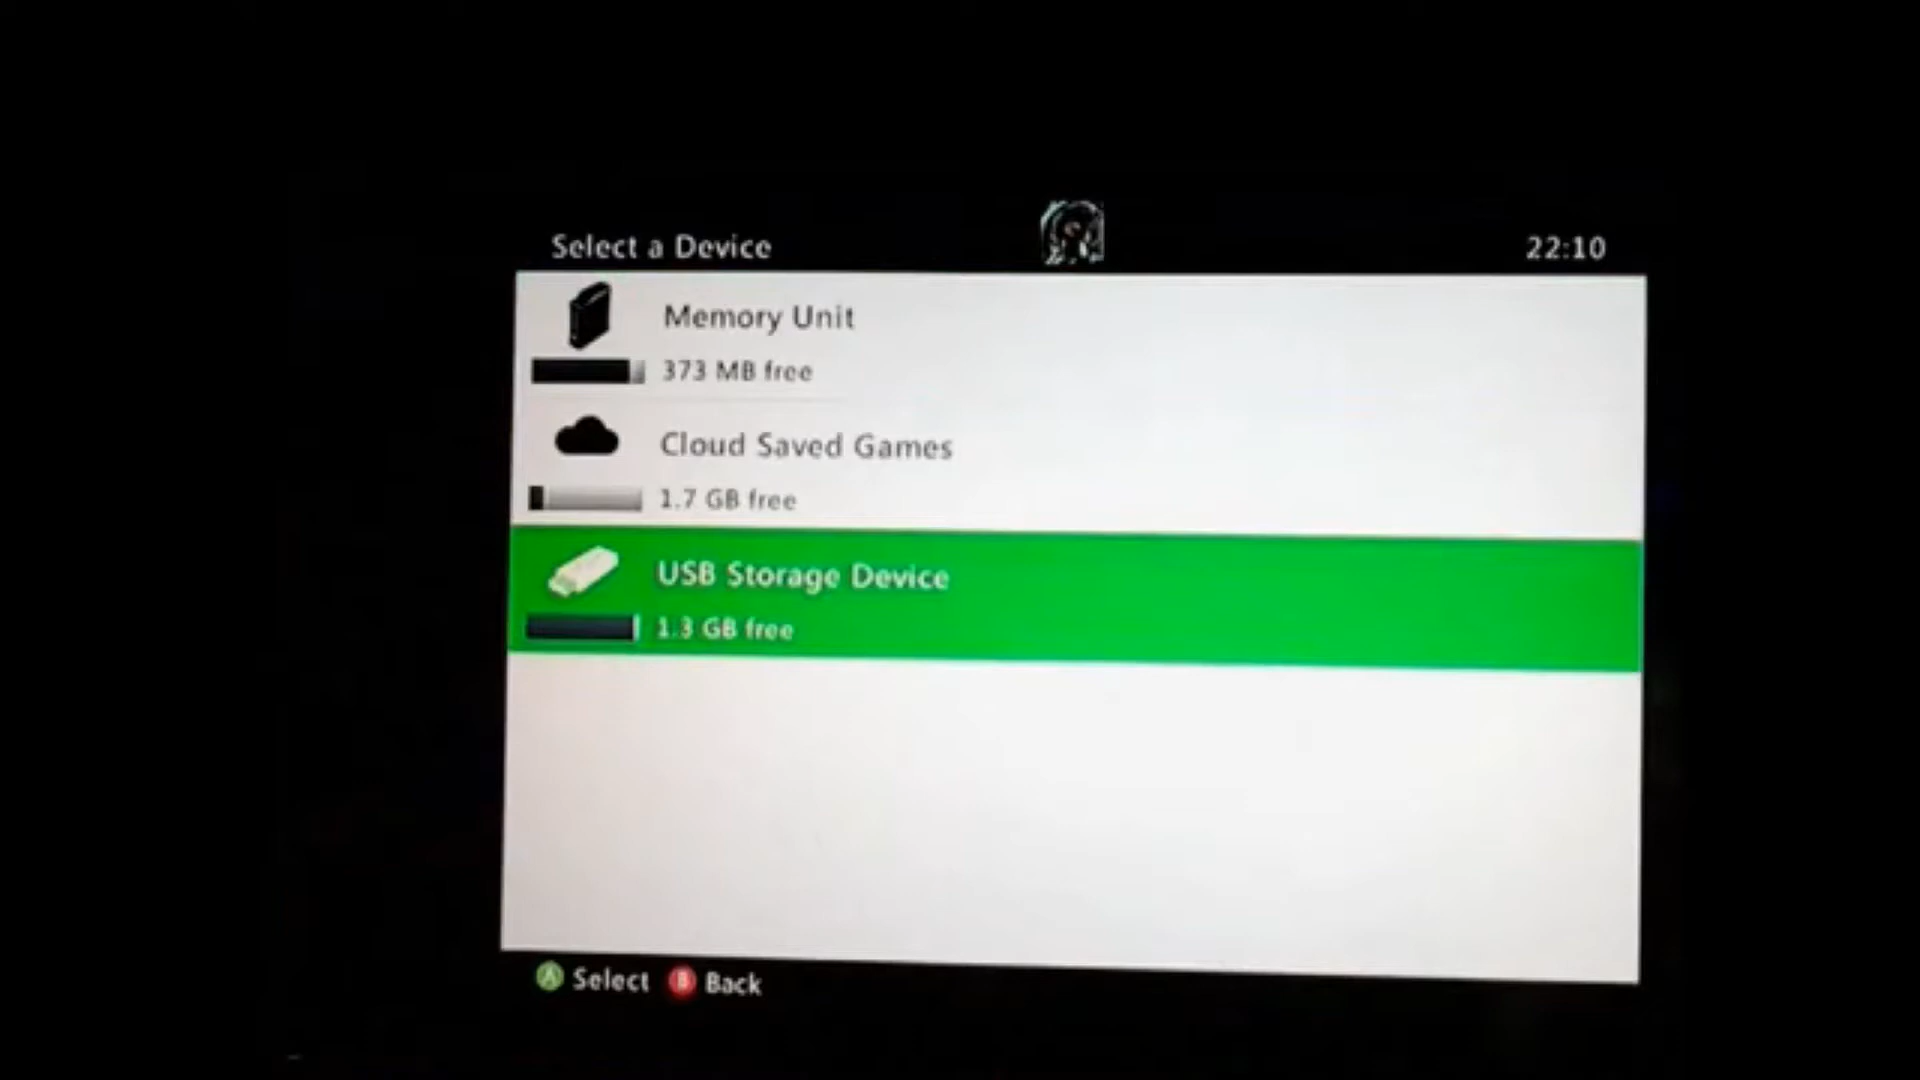 Select a Device
22:10
Memory Unit
373 MB free
Cloud Saved Games
1.7 GB free
USB Storage Device
1.3 GB free
A Select B Back